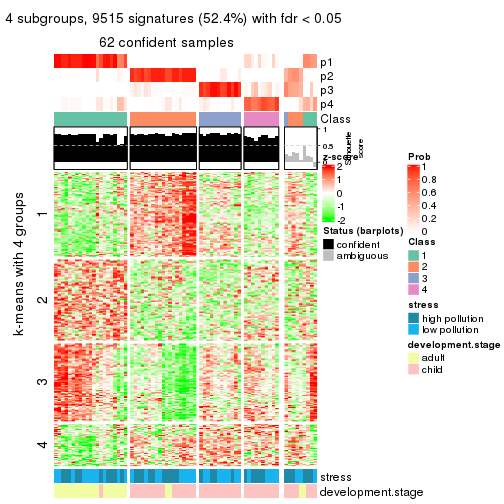 4 subgroups, 9515 signatures (52.4%) with fdr < 0.05
62 confident samples
p1
p2
p3
p4
Class
1
0.5
0
Silhouette
score
k-means with 4 groups
1
2
3
4
stress
development.stage
z-score
2
1
0
-1
-2
Status (barplots)
confident
ambiguous
Prob
1
0.8
0.6
0.4
0.2
0
Class
1
2
3
4
stress
high pollution
low pollution
development.stage
adult
child